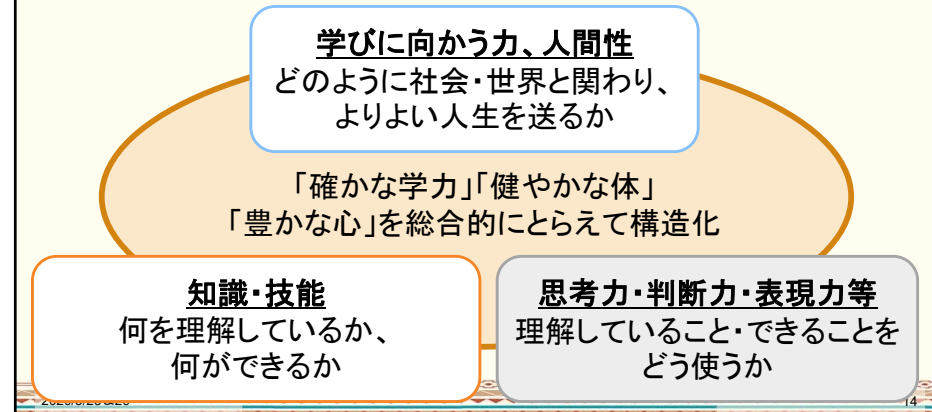 学びに向かう力、人間性
どのように社会・世界と関わり、
よりよい人生を送るか
「確かな学力」「健やかな体」
「豊かな心」を総合的にとらえて構造化
知識・技能
何を理解しているか、
何ができるか
思考力・判断力・表現力等
理解していること・できることを
どう使うか
14